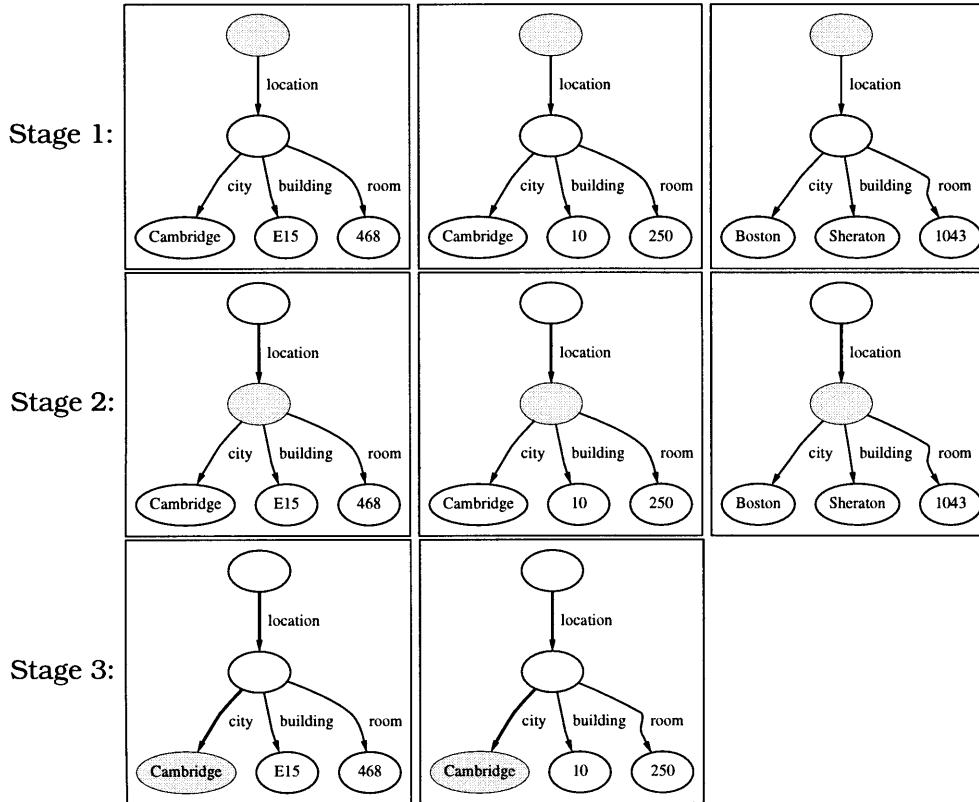 location location location
Stage 1:
city building room city building room city building room
Cambridge E15 468 Cambridge 10 250 Boston Sheraton 1043
location location location
Stage 2:
city building room city building room city building room
Cambridge E15 468 Cambridge 10 250 Boston Sheraton 1043
location location
Stage 3:
city building room city building room
Cambridge E15 468 Cambridge 10 250